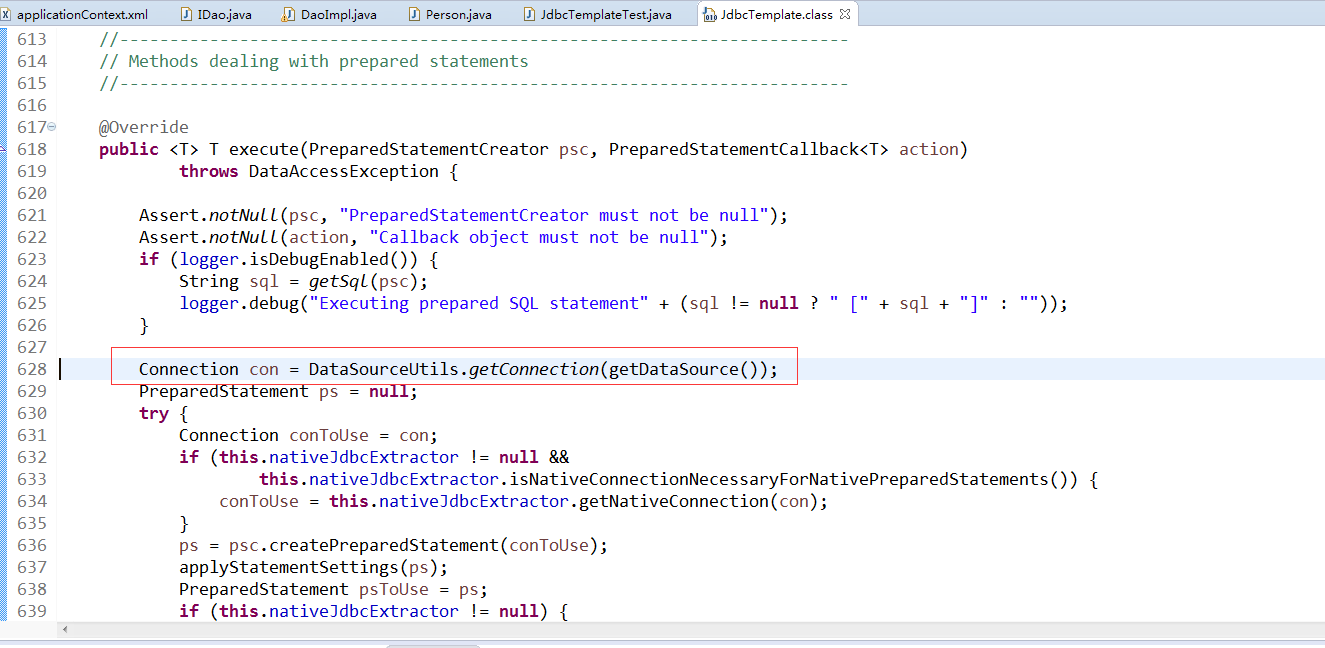 applicationContext.xml IDao.java DaoImpl.java Person.java JdbcTemplateTest.java JdbcTemplate.class
613 //-------------------------------------------------------------------------
614 // Methods dealing with prepared statements
615 //-------------------------------------------------------------------------
616
617 @Override
618 public <T> T execute(PreparedStatementCreator psc, PreparedStatementCallback<T> action)
619 throws DataAccessException {
620
621 Assert.notNull(psc, "PreparedStatementCreator must not be null");
622 Assert.notNull(action, "Callback object must not be null");
623 if (logger.isDebugEnabled()) {
624 String sql = getSql(psc);
625 logger.debug("Executing prepared SQL statement" + (sql != null ? " [" + sql + "]" : ""));
626 }
627
628 Connection con = DataSourceUtils.getConnection(getDataSource());
629 PreparedStatement ps = null;
630 try {
631 Connection conToUse = con;
632 if (this.nativeJdbcExtractor != null &&
633 this.nativeJdbcExtractor.isNativeConnectionNecessaryForNativePreparedStatements()) {
634 conToUse = this.nativeJdbcExtractor.getNativeConnection(con);
635 }
636 ps = psc.createPreparedStatement(conToUse);
637 applyStatementSettings(ps);
638 PreparedStatement psToUse = ps;
639 if (this.nativeJdbcExtractor != null) {